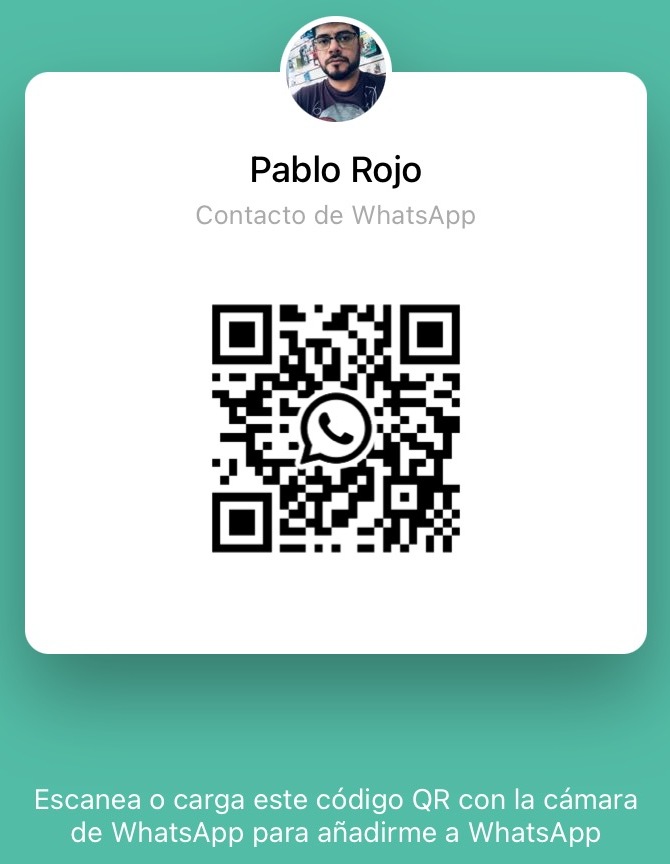 Pablo Rojo
Contacto de WhatsApp
Escanea o carga este código QR con la cámara
de WhatsApp para añadirme a WhatsApp